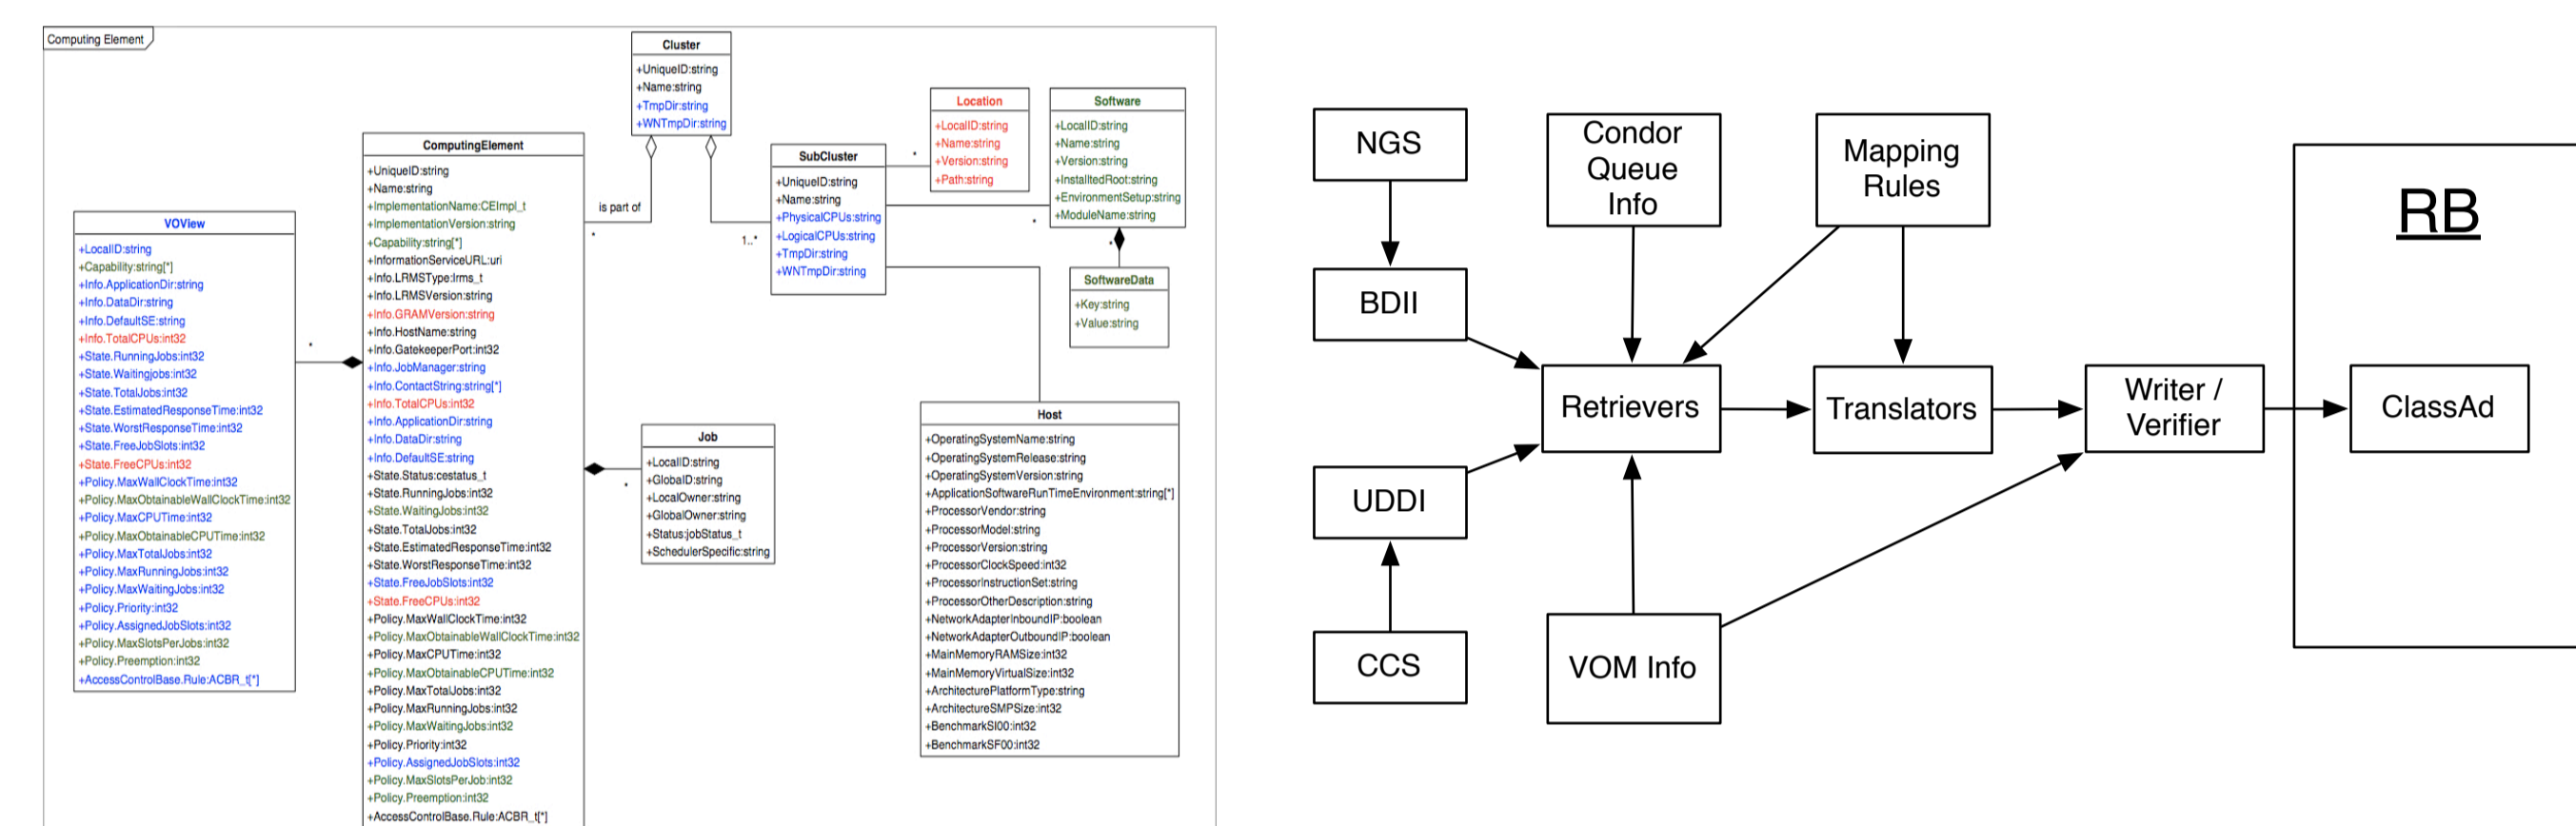 Computing Element
Cluster
+UniqueID:string
+Name:string
+TmpDir:string
+WNTmpDir:string
Location
+LocalID:string
+Name:string
+Version:string
+Path:string
Software
+LocalID:string
+Name:string
+Version:string
+InstalltedRoot:string
+EnvironmentSetup:string
+ModuleName:string
ComputingElement
+UniqueID:string
+Name:string
+ImplementationName:CEImpl_t
+ImplementationVersion:string
+Capability:string[*]
+InformationServiceURL:uri
+Info.LRMSType:lrms_t
+Info.LRMSVersion:string
+Info.GRAMVersion:string
+Info.HostName:string
+Info.GatekeeperPort:int32
+Info.JobManager:string
+Info.ContactString:string[*]
+Info.TotalCPUs:int32
+Info.ApplicationDir:string
+Info.DataDir:string
+Info.DefaultSE:string
+State.Status:cestatus_t
+State.RunningJobs:int32
+State.WaitingJobs:int32
+State.TotalJobs:int32
+State.EstimatedResponseTime:int32
+State.WorstResponseTime:int32
+State.FreeJobSlots:int32
+State.FreeCPUs:int32
+Policy.MaxWallClockTime:int32
+Policy.MaxObtainableWallClockTime:int32
+Policy.MaxCPUTime:int32
+Policy.MaxObtainableCPUTime:int32
+Policy.MaxTotalJobs:int32
+Policy.MaxRunningJobs:int32
+Policy.MaxWaitingJobs:int32
+Policy.Priority:int32
+Policy.AssignedJobSlots:int32
+Policy.MaxSlotsPerJob:int32
+Policy.Preemption:int32
+AccessControlBase.Rule:ACBR_t[*]
SubCluster
+UniqueID:string
+Name:string
+PhysicalCPUs:string
+LogicalCPUs:string
+TmpDir:string
+WNTmpDir:string
is part of
*
1..*
*
*
*
*
*
VOView
+LocalID:string
+Capability:string[*]
+Info.ApplicationDir:string
+Info.DataDir:string
+Info.DefaultSE:string
+Info.TotalCPUs:int32
+State.RunningJobs:int32
+State.Waitingjobs:int32
+State.TotalJobs:int32
+State.EstimatedResponseTime:int32
+State.WorstResponseTime:int32
+State.FreeJobSlots:int32
+State.FreeCPUs:int32
+Policy.MaxWallClockTime:int32
+Policy.MaxObtainableWallClockTime:int32
+Policy.MaxCPUTime:int32
+Policy.MaxObtainableCPUTime:int32
+Policy.MaxTotalJobs:int32
+Policy.MaxRunningJobs:int32
+Policy.MaxWaitingJobs:int32
+Policy.Priority:int32
+Policy.AssignedJobSlots:int32
+Policy.MaxSlotsPerJobs:int32
+Policy.Preemption:int32
+AccessControlBase.Rule:ACBR_t[*]
SoftwareData
+Key:string
+Value:string
Job
+LocalID:string
+GlobalID:string
+LocalOwner:string
+GlobalOwner:string
+Status:jobStatus_t
+SchedulerSpecific:string
Host
+OperatingSystemName:string
+OperatingSystemRelease:string
+OperatingSystemVersion:string
+ApplicationSoftwareRunTimeEnvironment:string[*]
+ProcessorVendor:string
+ProcessorModel:string
+ProcessorVersion:string
+ProcessorClockSpeed:int32
+ProcessorInstructionSet:string
+ProcessorOtherDescription:string
+NetworkAdapterInboundIP:boolean
+NetworkAdapterOutboundIP:boolean
+MainMemoryRAMSize:int32
+MainMemoryVirtualSize:int32
+ArchitecturePlatformType:string
+ArchitectureSMPSize:int32
+BenchmarkSI00:int32
+BenchmarkSF00:int32
NGS
Condor
Queue
Info
Mapping
Rules
RB
BDII
Retrievers
Translators
Writer /
Verifier
ClassAd
UDDI
CCS
VOM Info